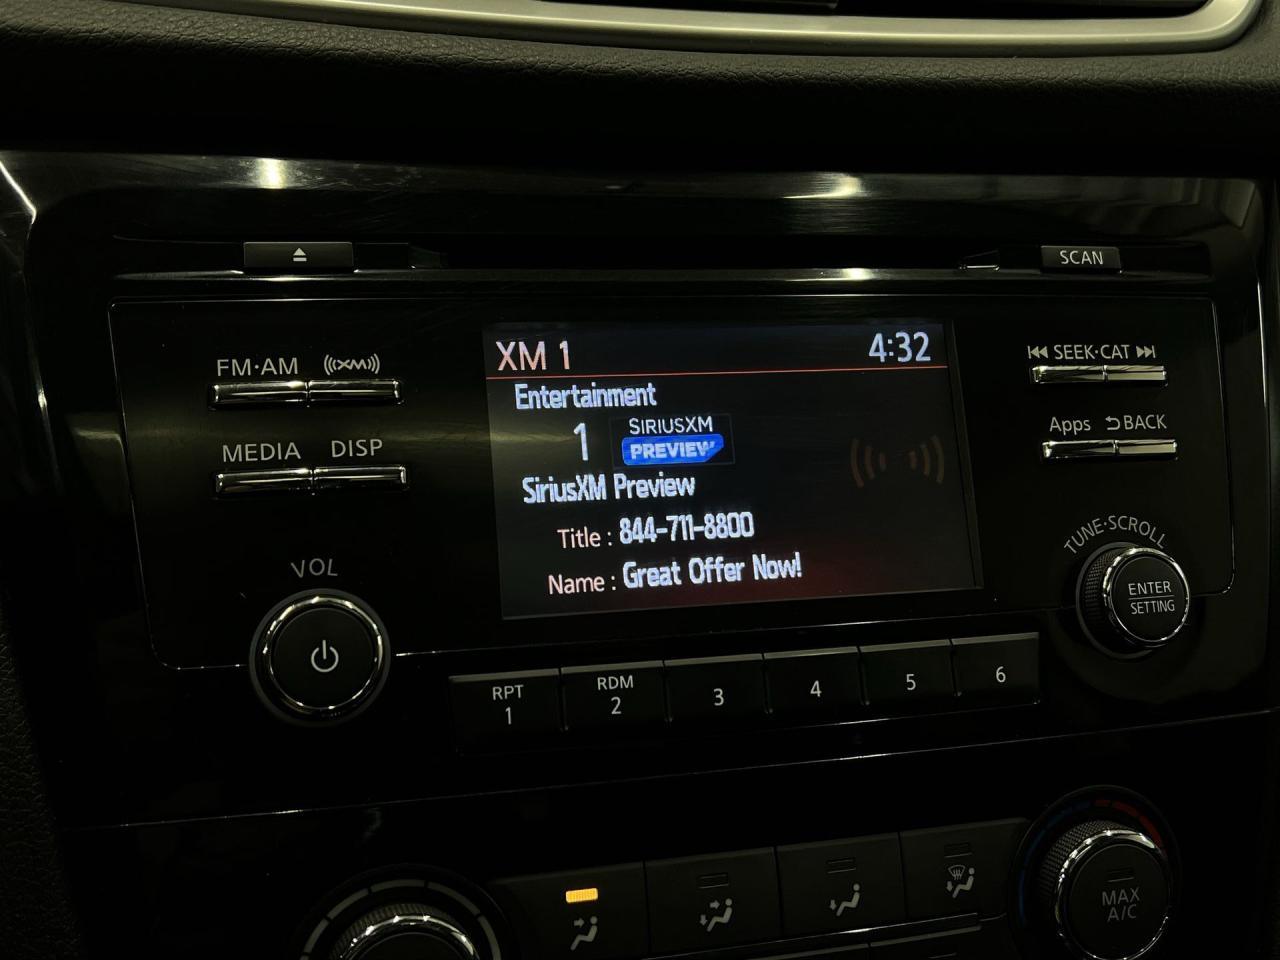 SCAN
FM·AM XM
SEEK·CAT
MEDIA DISP
Apps BACK
XM 1 4:32
Entertainment
1 SIRIUSXM
PREVIEW
SiriusXM Preview
Title : 844-711-8800
Name : Great Offer Now!
VOL
TUNE·SCROLL
ENTER
SETTING
RPT
1
RDM
2
3
4
5
6
MAX
A/C